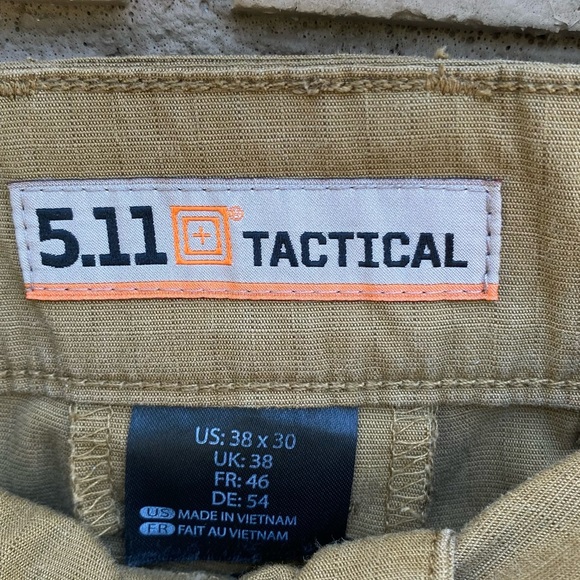 5.11® TACTICAL
US: 38 x 30
UK: 38
FR: 46
DE: 54
US MADE IN VIETNAM
FR FAIT AU VIETNAM